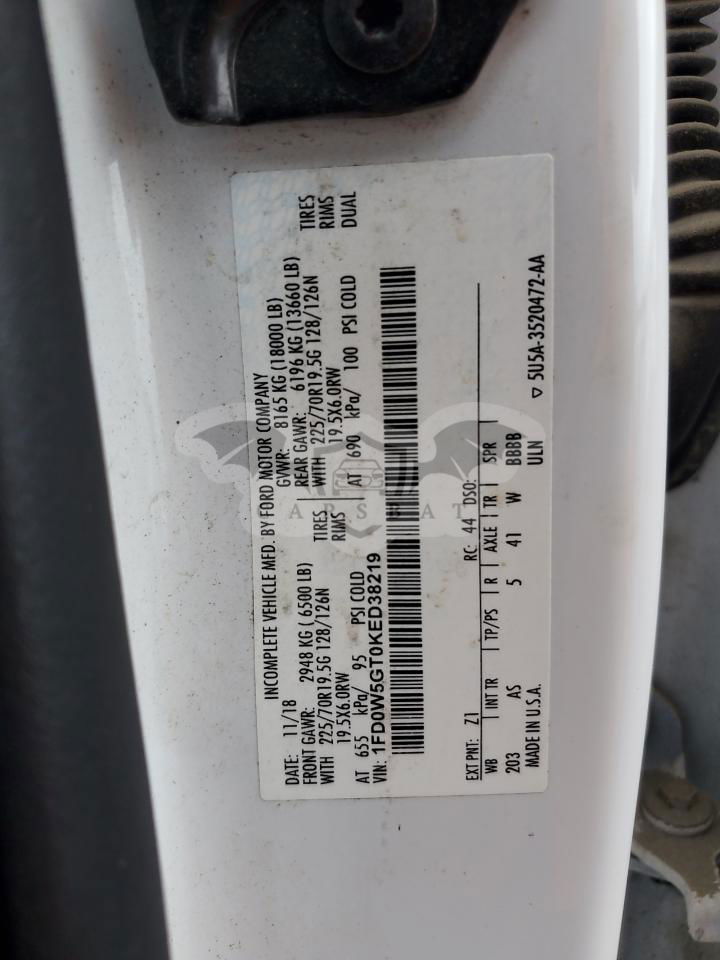 INCOMPLETE VEHICLE MFD. BY FORD MOTOR COMPANY
DATE: 11/18 GVWR: 8165 KG (18000 LB)
FRONT GAWR: 2948 KG ( 6500 LB) REAR GAWR: 6196 KG (13660 LB)
WITH 225/70R19.5G 128/126N TIRES WITH 225/70R19.5G 128/126N TIRES
19.5X6.0RW RIMS 19.5X6.0RW RIMS
AT 655 kPa/ 95 PSI COLD AT 690 kPa/ 100 PSI COLD DUAL
VIN: 1FD0W5GT0KED38219
CARSBAT
EXT PNT: Z1 RC: 44 DSO:
WB INT TR TP/PS R AXLE TR SPR
203 AS 5 41 W BBBB
MADE IN U.S.A. ULN
▽ 5U5A-3520472-AA